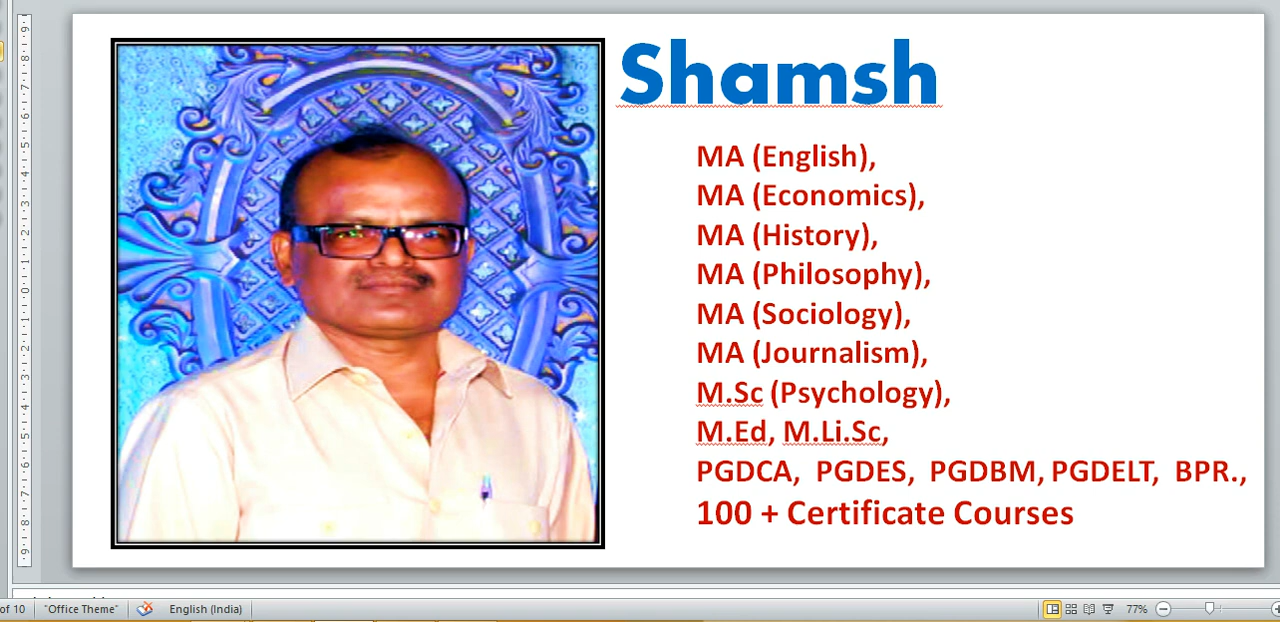 Shamsh
MA (English),
MA (Economics),
MA (History),
MA (Philosophy),
MA (Sociology),
MA (Journalism),
M.Sc (Psychology),
M.Ed, M.Li.Sc,
PGDCA, PGDES, PGDBM, PGDELT, BPR.,
100 + Certificate Courses
of 10 "Office Theme" English (India) 77%